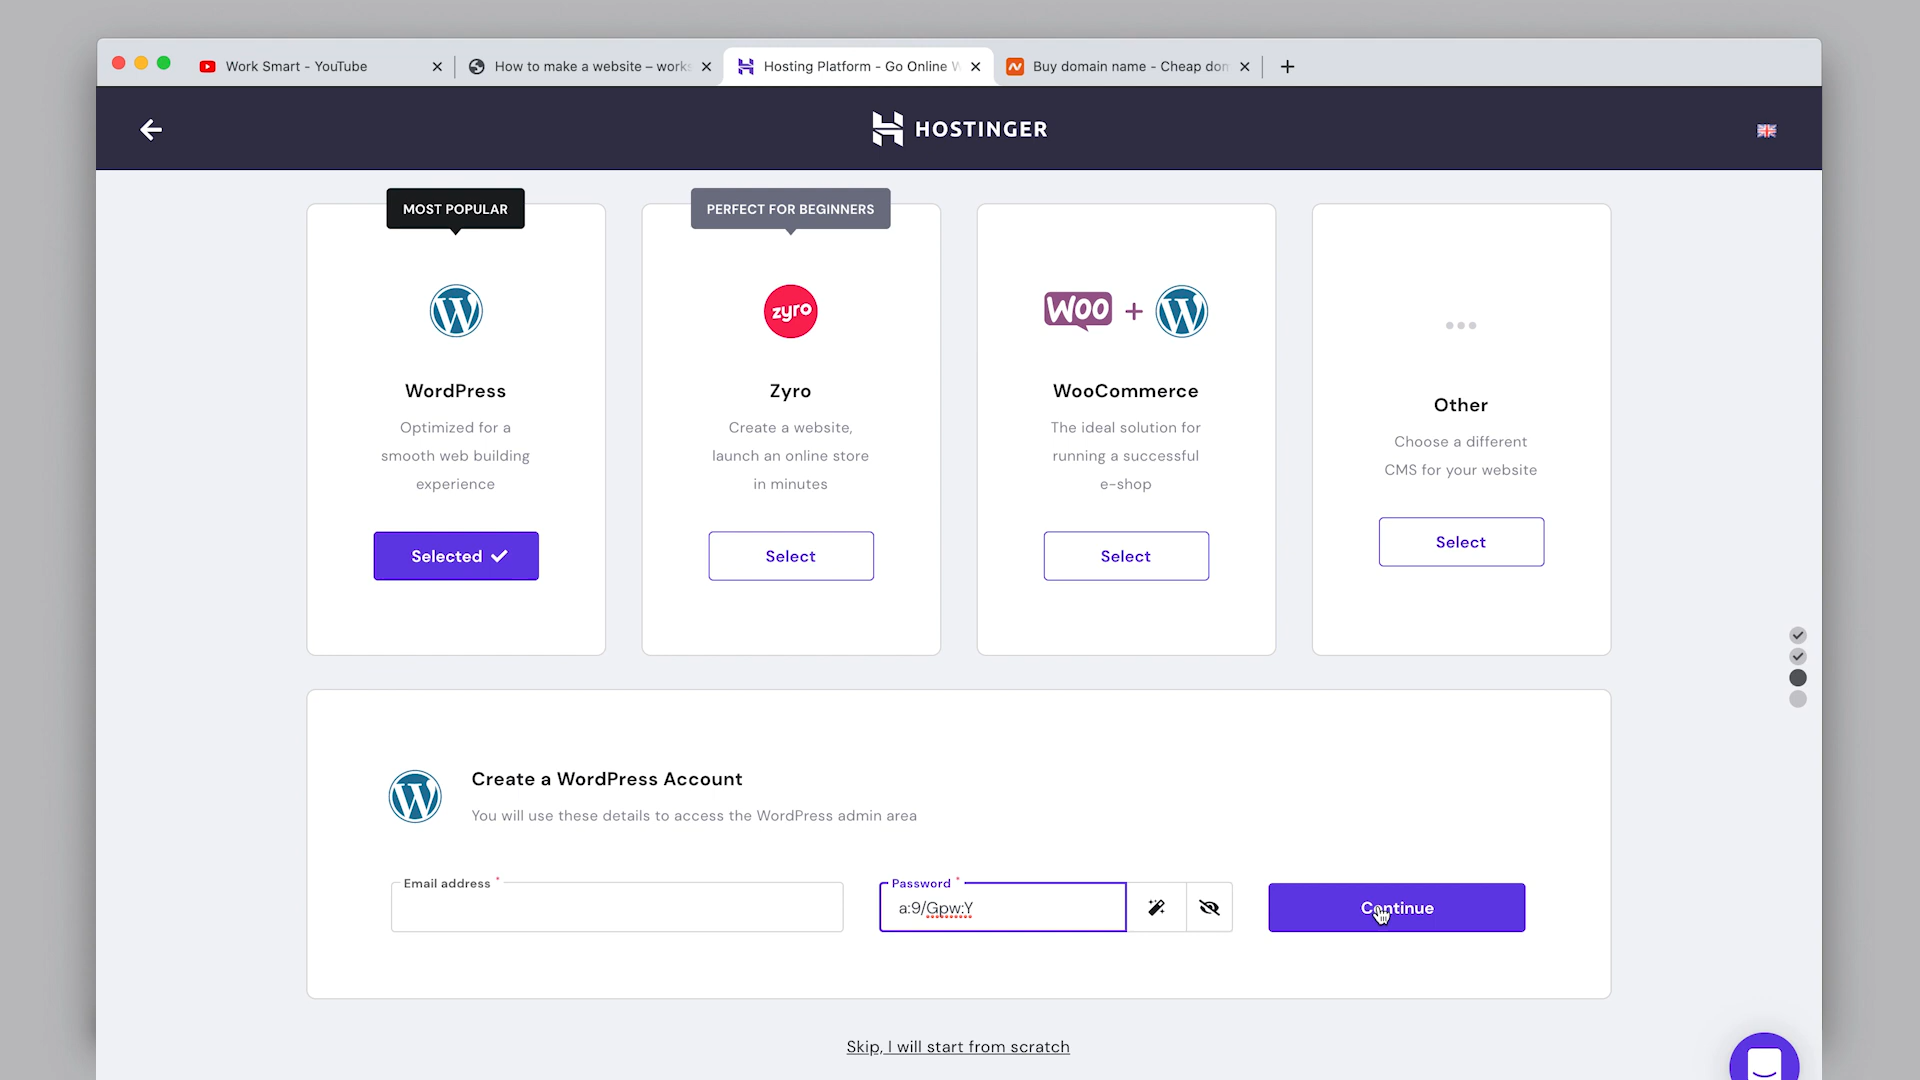 Work Smart - YouTube
How to make a website – works
Hosting Platform - Go Online W
Buy domain name - Cheap dom
HOSTINGER
MOST POPULAR
PERFECT FOR BEGINNERS
W
zyro
WOO + W
WordPress
Optimized for a
smooth web building
experience
Selected
Zyro
Create a website,
launch an online store
in minutes
Select
WooCommerce
The ideal solution for
running a successful
e-shop
Select
Other
Choose a different
CMS for your website
Select
W
Create a WordPress Account
You will use these details to access the WordPress admin area
Email address *
Password *
a:9/Gpw:Y
Continue
Skip, I will start from scratch